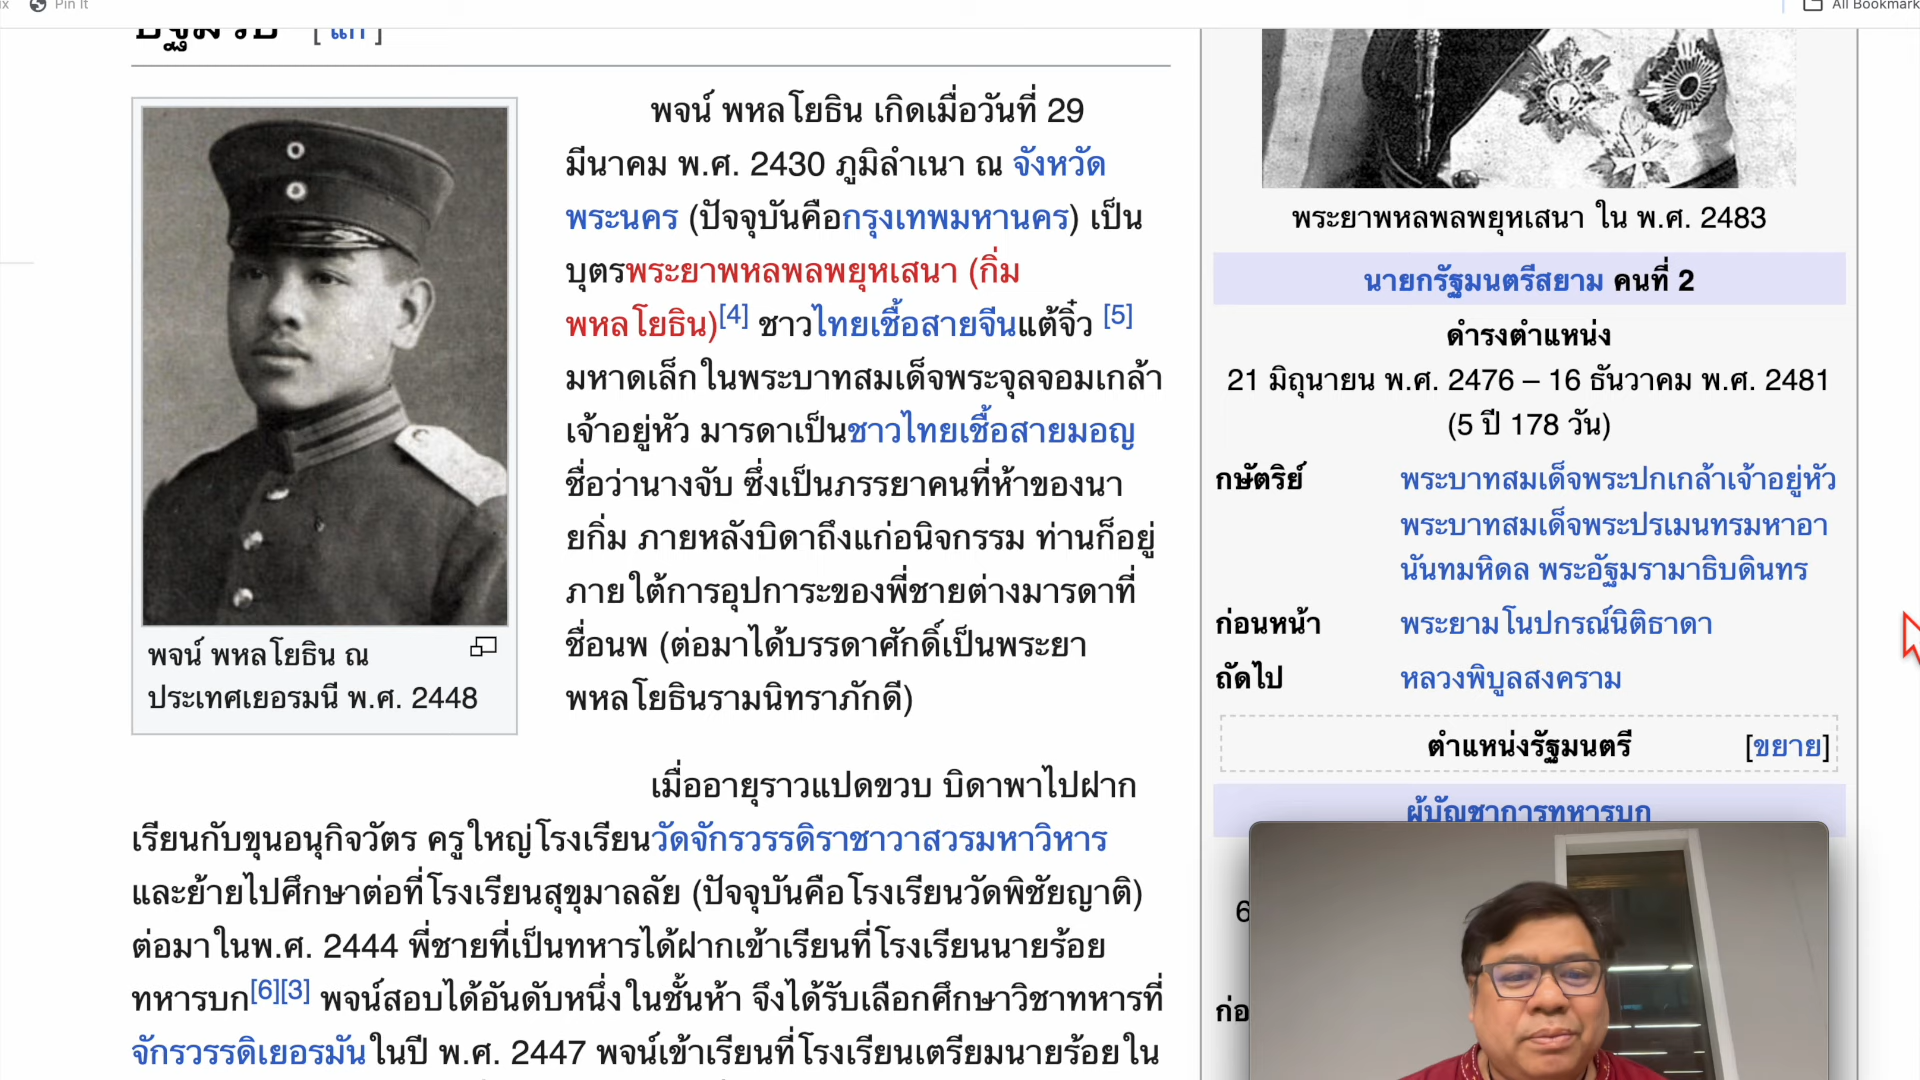 Pin It
All Bookmark
ปฐมวัย [แก้]
พจน์ พหลโยธิน เกิดเมื่อวันที่ 29
มีนาคม พ.ศ. 2430 ภูมิลำเนา ณ จังหวัด
พระนคร (ปัจจุบันคือกรุงเทพมหานคร) เป็น
บุตรพระยาพหลพลพยุหเสนา (กิ่ม
พหลโยธิน)[4] ชาวไทยเชื้อสายจีนแต้จิ๋ว [5]
มหาดเล็กในพระบาทสมเด็จพระจุลจอมเกล้า
เจ้าอยู่หัว มารดาเป็นชาวไทยเชื้อสายมอญ
ชื่อว่านางจับ ซึ่งเป็นภรรยาคนที่ห้าของนา
ยกิ่ม ภายหลังบิดาถึงแก่อนิจกรรม ท่านก็อยู่
ภายใต้การอุปการะของพี่ชายต่างมารดาที่
ชื่อนพ (ต่อมาได้บรรดาศักดิ์เป็นพระยา
พหลโยธินรามนิทราภักดี)
พจน์ พหลโยธิน ณ
ประเทศเยอรมนี พ.ศ. 2448
เมื่ออายุราวแปดขวบ บิดาพาไปฝาก
เรียนกับขุนอนุกิจวัตร ครูใหญ่โรงเรียนวัดจักรวรรดิราชาวาสวรมหาวิหาร
และย้ายไปศึกษาต่อที่โรงเรียนสุขุมาลลัย (ปัจจุบันคือโรงเรียนวัดพิชัยญาติ)
ต่อมาในพ.ศ. 2444 พี่ชายที่เป็นทหารได้ฝากเข้าเรียนที่โรงเรียนนายร้อย
ทหารบก[6][3] พจน์สอบได้อันดับหนึ่งในชั้นห้า จึงได้รับเลือกศึกษาวิชาทหารที่
จักรวรรดิเยอรมันในปี พ.ศ. 2447 พจน์เข้าเรียนที่โรงเรียนเตรียมนายร้อยใน
พระยาพหลพลพยุหเสนา ใน พ.ศ. 2483
นายกรัฐมนตรีสยาม คนที่ 2
ดำรงตำแหน่ง
21 มิถุนายน พ.ศ. 2476 – 16 ธันวาคม พ.ศ. 2481
(5 ปี 178 วัน)
กษัตริย์ พระบาทสมเด็จพระปกเกล้าเจ้าอยู่หัว
พระบาทสมเด็จพระปรเมนทรมหาอา
นันทมหิดล พระอัฐมรามาธิบดินทร
ก่อนหน้า พระยามโนปกรณ์นิติธาดา
ถัดไป หลวงพิบูลสงคราม
ตำแหน่งรัฐมนตรี [ขยาย]
ผู้บัญชาการทหารบก
6
ก่อ